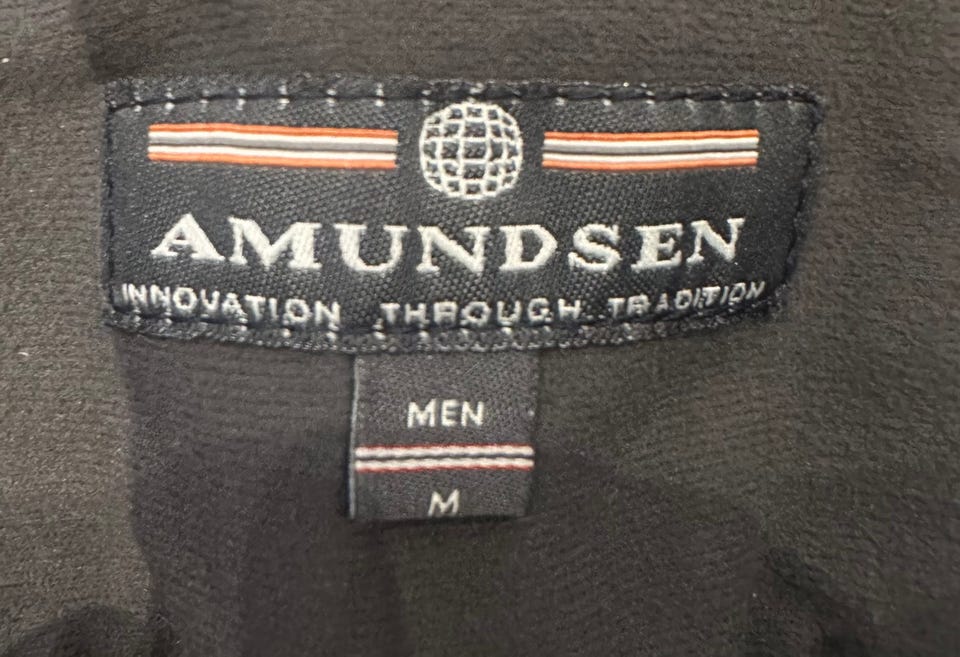 AMUNDSEN
INNOVATION THROUGH TRADITION
MEN
M